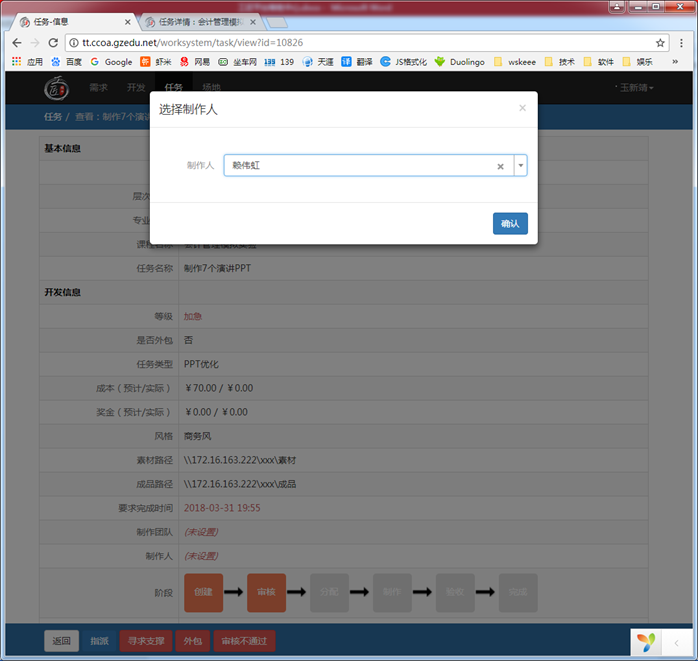 任务-信息
任务详情：会计管理模拟
tt.ccoa.gzedu.net/worksystem/task/view?id=10826
应用 百度 Google 虾米 网易 坐车网 139 天涯 翻译 JS格式化 Duolingo wskeee 技术 软件 娱乐 »
需求 开发 任务 场地 玉新靖
任务 / 查看：制作7个演讲
选择制作人 ×
制作人 赖伟虹
确认
基本信息
层次
专业
课程名称
任务名称 制作7个演讲PPT
开发信息
等级 加急
是否外包 否
任务类型 PPT优化
成本（预计/实际） ￥70.00 / ￥0.00
奖金（预计/实际） ￥0.00 / ￥0.00
风格 商务风
素材路径 \\172.16.163.222\xxx\素材
成品路径 \\172.16.163.222\xxx\成品
要求完成时间 2018-03-31 19:55
制作团队 (未设置)
制作人 (未设置)
阶段 创建 审核 分配 制作 验收 完成
返回 指派 寻求支撑 外包 审核不通过